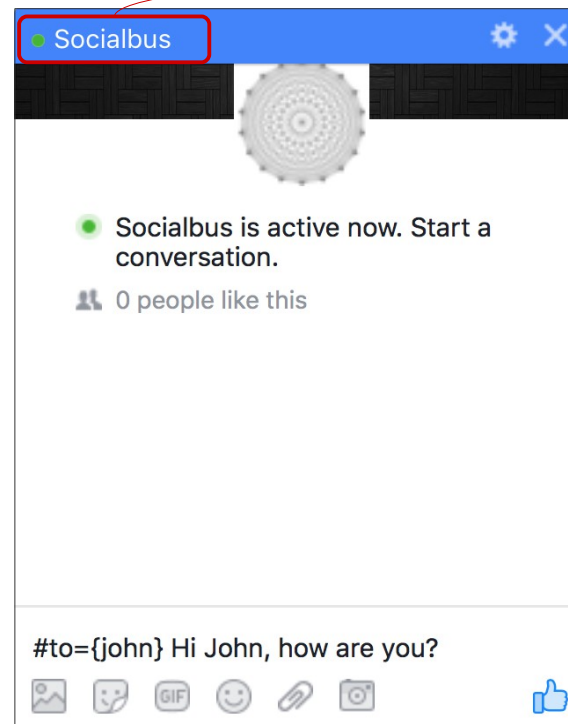 Socialbus
Socialbus is active now. Start a
conversation.
0 people like this
#to={john} Hi John, how are you?
GIF